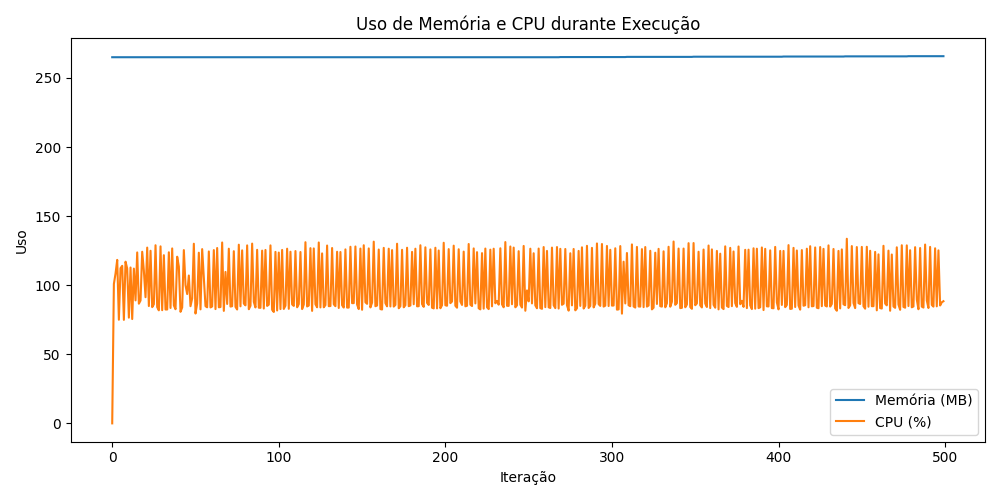 Uso de Memória e CPU durante Execução
Uso
250
200
150
100
50
0
0 100 200 300 400 500
Iteração
Memória (MB)
CPU (%)